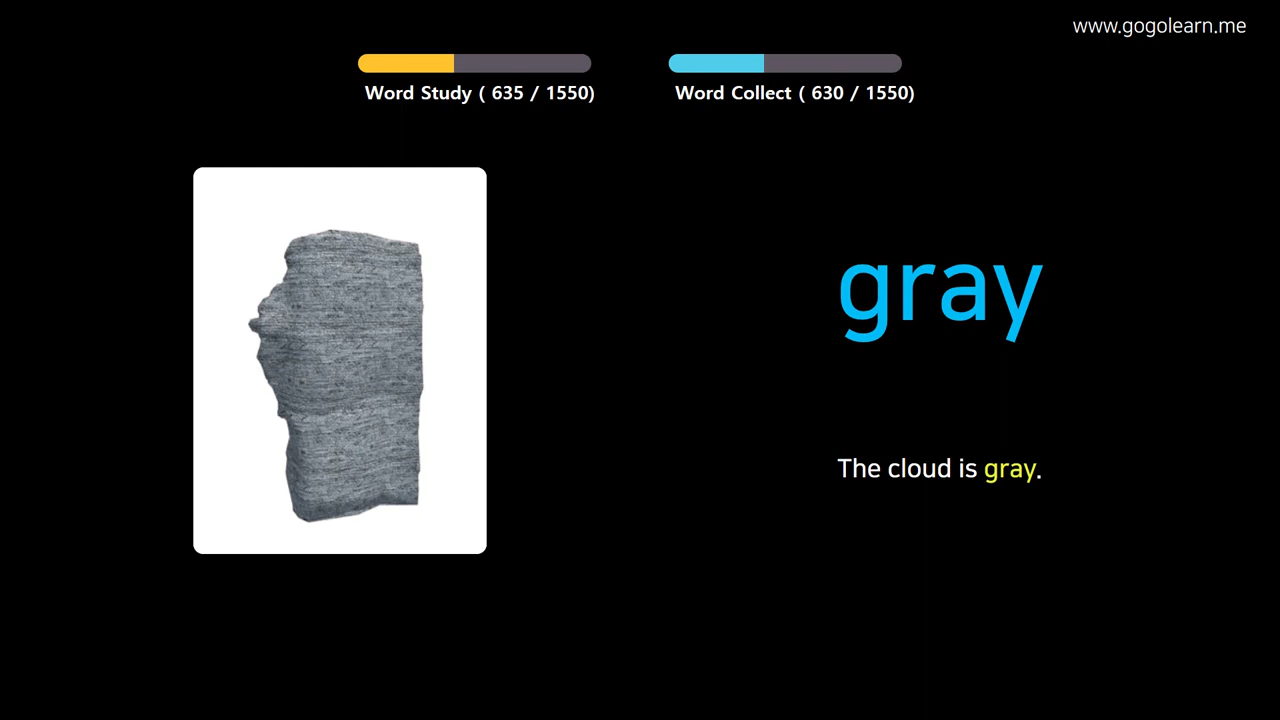 www.gogolearn.me
Word Study ( 635 / 1550)
Word Collect ( 630 / 1550)
gray
The cloud is gray.